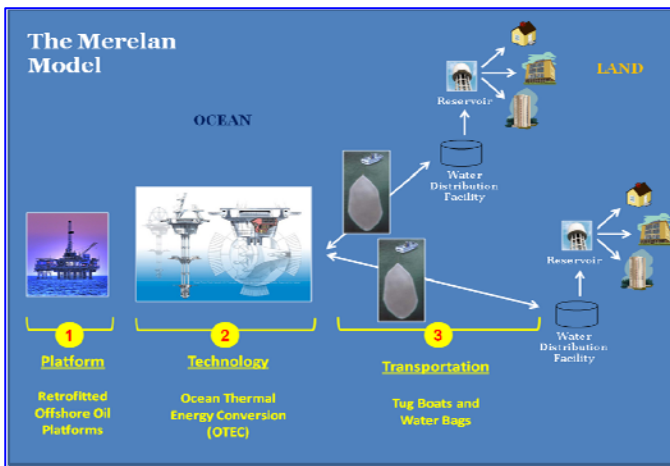 The Merelan
Model
LAND
OCEAN
Reservoir
Water
Distribution
Facility
Reservoir
Water
Distribution
Facility
1
2
3
Platform
Technology
Transportation
Retrofitted
Offshore Oil
Platforms
Ocean Thermal
Energy Conversion
(OTEC)
Tug Boats and
Water Bags